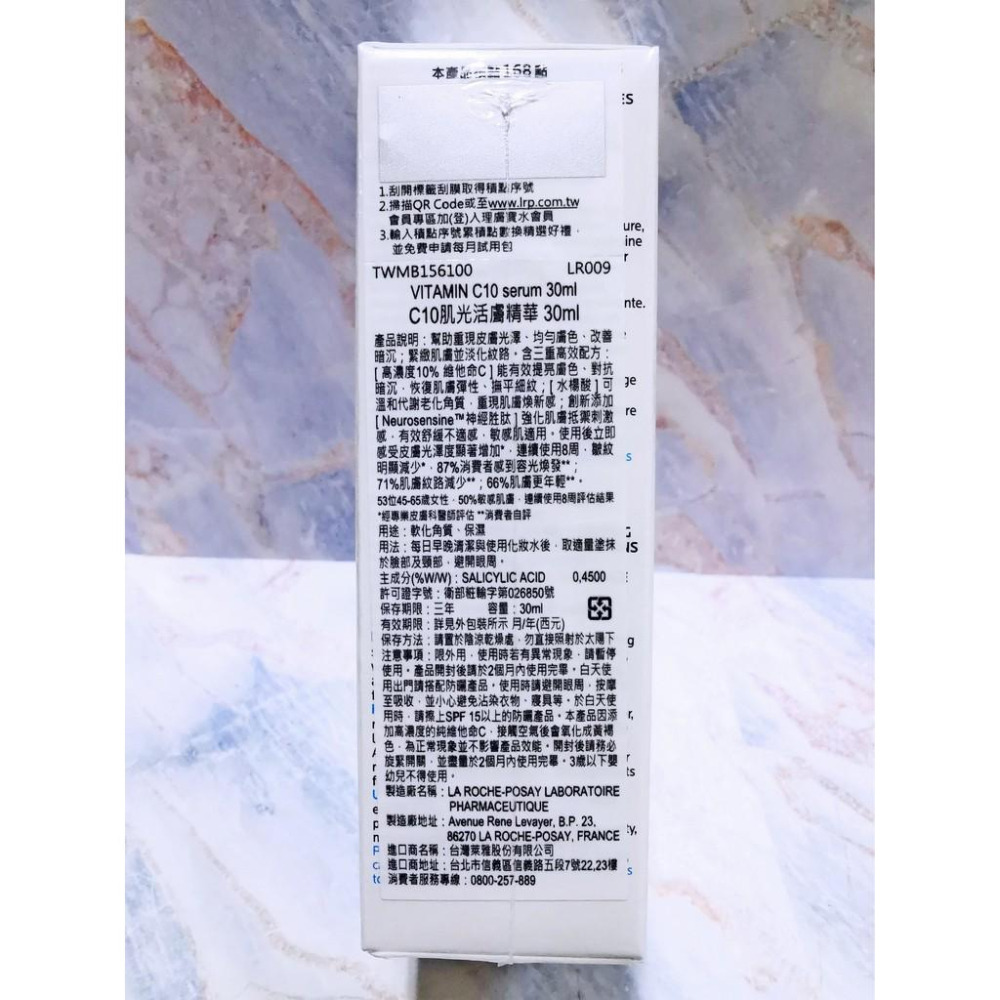 本產品 168點
1.刮開標籤刮膜取得積點序號
2.掃描QR Code或至www.lrp.com.tw
會員專區加(登)入理膚寶水會員
3.輸入積點序號累積點數換精選好禮，
並免費申請每月試用包
TWMB156100 LR009
VITAMIN C10 serum 30ml
C10肌光活膚精華 30ml
產品說明：幫助重現皮膚光澤、均勻膚色、改善
暗沉；緊緻肌膚並淡化紋路。含三重高效配方：
[高濃度10% 維他命C] 能有效提亮膚色、對抗
暗沉，恢復肌膚彈性、撫平細紋；[水楊酸] 可
溫和代謝老化角質，重現肌膚煥新感；創新添加
[Neurosensine™神經胜肽] 強化肌膚抵禦刺激
感，有效舒緩不適感，敏感肌適用。使用後立即
感受皮膚光澤度顯著增加*，連續使用8周，皺紋
明顯減少*，87%消費者感到容光煥發**；
71%肌膚紋路減少**；66%肌膚更年輕**。
53位45-65歲女性，50%敏感肌膚，連續使用8周評估結果
*經專業皮膚科醫師評估 **消費者自評
用途：軟化角質、保濕
用法：每日早晚清潔與使用化妝水後，取適量塗抹
於臉部及頸部，避開眼周。
主成分(%W/W)：SALICYLIC ACID 0,4500
許可證字號：衛部粧輸字第026850號
保存期限：三年 容量：30ml
有效期限：詳見外包裝所示 月/年(西元)
保存方法：請置於陰涼乾燥處，勿直接照射於太陽下
注意事項：限外用，使用時若有異常現象，請暫停
使用。產品開封後請於2個月內使用完畢。白天使
用出門請搭配防曬產品。使用時請避開眼周，按摩
至吸收，並小心避免沾染衣物、寢具等。於白天使
用時，請擦上SPF 15以上的防曬產品。本產品因添
加高濃度的純維他命C，接觸空氣後會氧化成黃褐
色，為正常現象並不影響產品效能。開封後請務必
旋緊開關，並盡量於2個月內使用完畢。3歲以下嬰
幼兒不得使用。
製造廠名稱：LA ROCHE-POSAY LABORATOIRE
PHARMACEUTIQUE
製造廠地址：Avenue Rene Levayer, B.P. 23,
86270 LA ROCHE-POSAY, FRANCE
進口商名稱：台灣萊雅股份有限公司
進口商地址：台北市信義區信義路五段7號22,23樓
消費者服務專線：0800-257-889